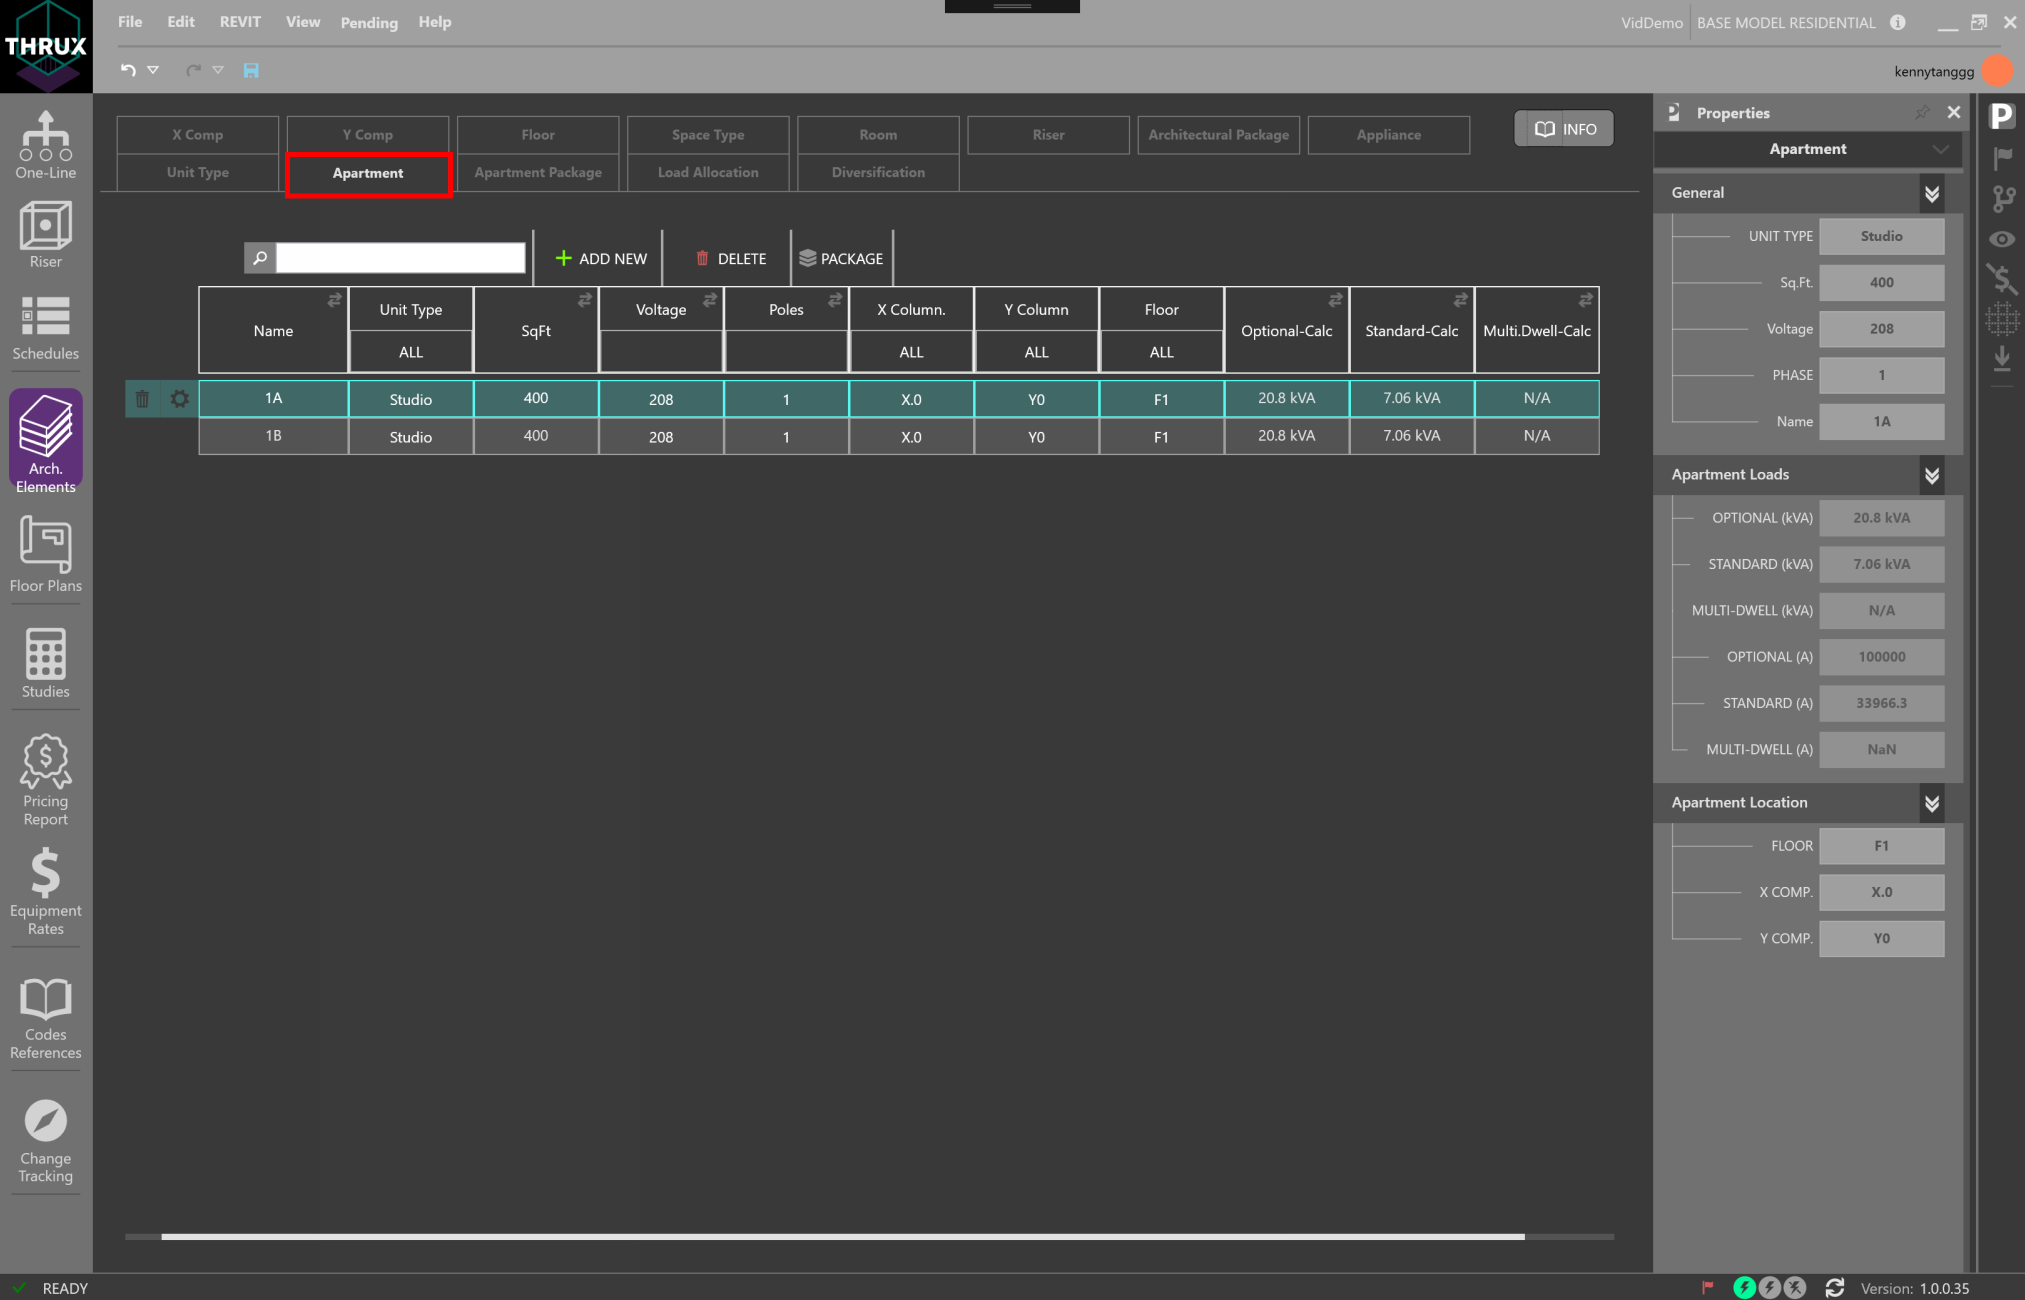 THRUX
File Edit REVIT View Pending Help
VidDemo BASE MODEL RESIDENTIAL
kennytanggg
One-Line
Riser
Schedules
Arch.
Elements
Floor Plans
Studies
Pricing
Report
Equipment
Rates
Codes
References
Change
Tracking
X Comp Y Comp Floor Space Type Room Riser Architectural Package Appliance
Unit Type Apartment Apartment Package Load Allocation Diversification
INFO
ADD NEW DELETE PACKAGE
Name Unit Type SqFt Voltage Poles X Column. Y Column Floor Optional-Calc Standard-Calc Multi.Dwell-Calc
ALL ALL ALL ALL
1A Studio 400 208 1 X.0 Y0 F1 20.8 kVA 7.06 kVA N/A
1B Studio 400 208 1 X.0 Y0 F1 20.8 kVA 7.06 kVA N/A
Properties
P
Apartment
General
UNIT TYPE Studio
Sq.Ft. 400
Voltage 208
PHASE 1
Name 1A
Apartment Loads
OPTIONAL (kVA) 20.8 kVA
STANDARD (kVA) 7.06 kVA
MULTI-DWELL (kVA) N/A
OPTIONAL (A) 100000
STANDARD (A) 33966.3
MULTI-DWELL (A) NaN
Apartment Location
FLOOR F1
X COMP. X.0
Y COMP. Y0
READY
Version: 1.0.0.35